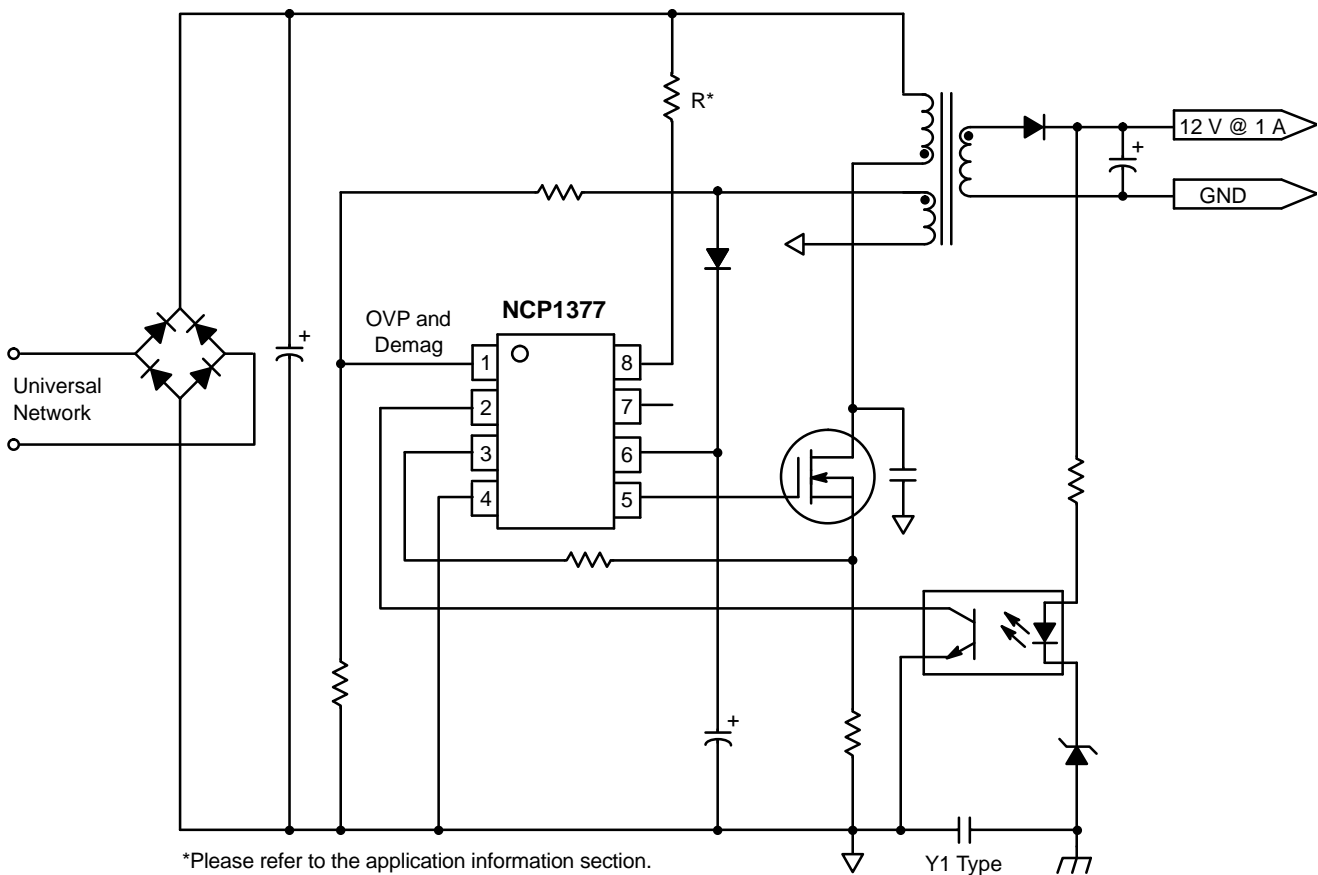 R*
+
12 V @ 1 A
GND
NCP1377
OVP and
Demag
+
Universal
Network
1
8
2
7
3
6
4
5
+
*Please refer to the application information section.
Y1 Type